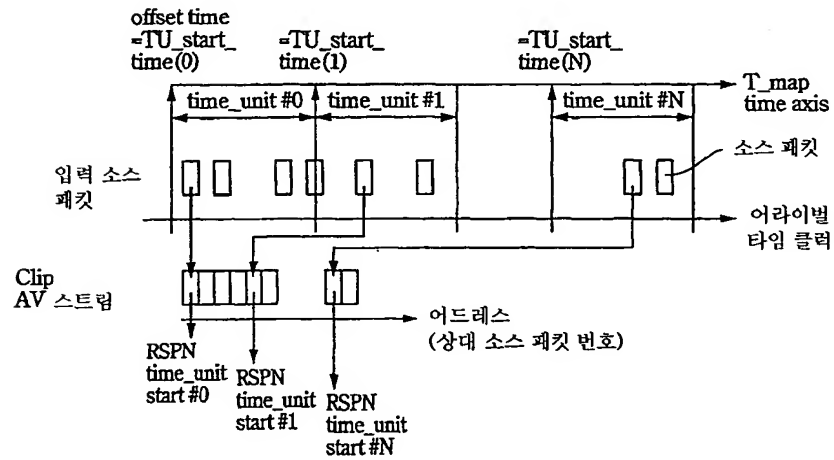 offset time
=TU_start_
time(0)
=TU_start_
time(1)
=TU_start_
time(N)
T_map
time axis
time_unit #0
time_unit #1
time_unit #N
입력 소스
패킷
소스 패킷
어라이벌
타임 클럭
Clip
AV 스트림
어드레스
(상대 소스 패킷 번호)
RSPN
time_unit
start #0
RSPN
time_unit
start #1
RSPN
time_unit
start #N